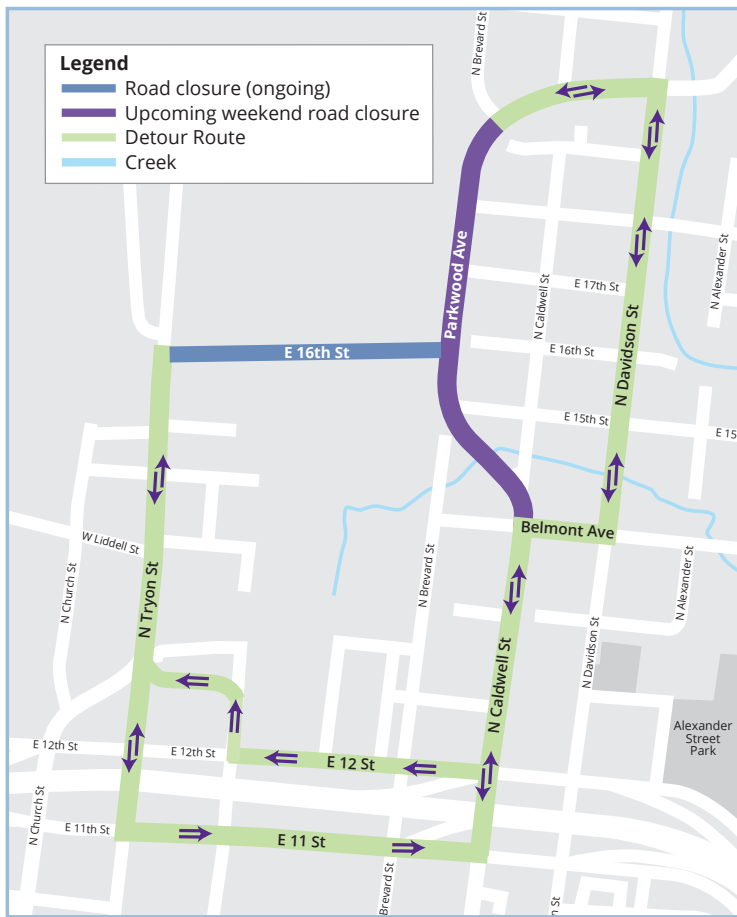 Legend
Road closure (ongoing)
Upcoming weekend road closure
Detour Route
Creek
N Brevard St
Parkwood Ave
N Alexander St
E 17th St
N Caldwell St
N Davidson St
E 16th St
E 16th St
E 15th St
E 15
Belmont Ave
W Liddell St
N Church St
N Tryon St
N Brevard St
N Alexander St
N Davidson St
N Caldwell St
Alexander
Street
Park
E 12th St
E 12th St
E 12 St
N Church St
E 11th St
E 11 St
Brevard St
n St